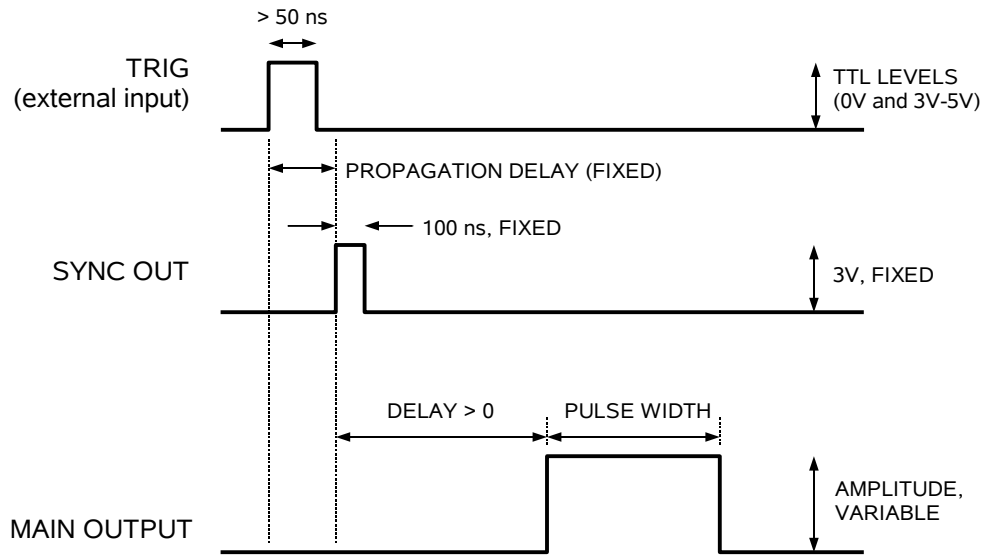 > 50 ns
TRIG
(external input)
TTL LEVELS
(0V and 3V-5V)
PROPAGATION DELAY (FIXED)
100 ns, FIXED
SYNC OUT
3V, FIXED
DELAY > 0
PULSE WIDTH
AMPLITUDE,
VARIABLE
MAIN OUTPUT